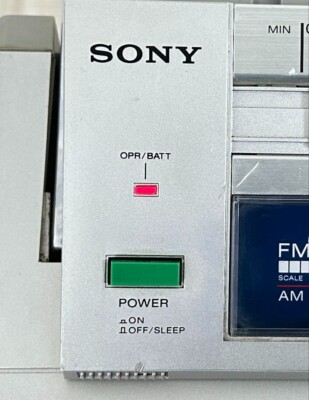 SONY
MIN
OPR/BATT
POWER
ON
OFF/SLEEP
FM
SCALE
AM